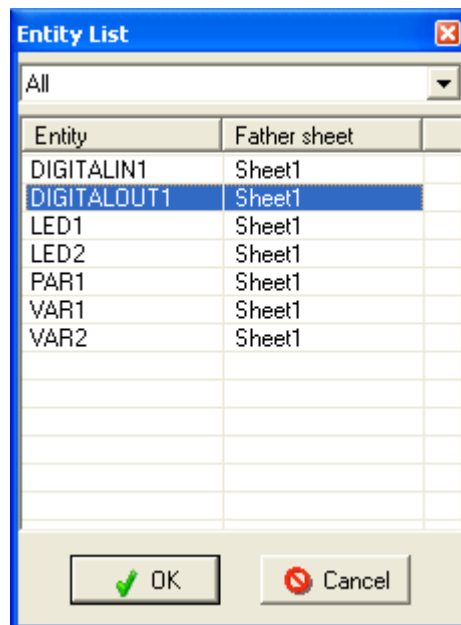 Entity List
All
Entity Father sheet
DIGITALIN1 Sheet1
DIGITALOUT1 Sheet1
LED1 Sheet1
LED2 Sheet1
PAR1 Sheet1
VAR1 Sheet1
VAR2 Sheet1
OK Cancel